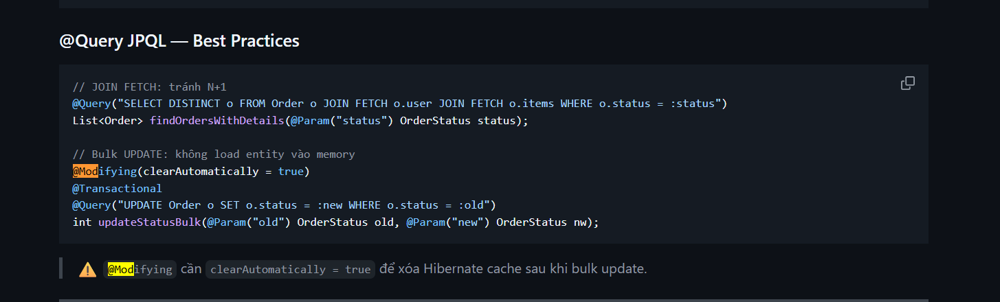 @Query JPQL — Best Practices
// JOIN FETCH: tránh N+1
@Query("SELECT DISTINCT o FROM Order o JOIN FETCH o.user JOIN FETCH o.items WHERE o.status = :status")
List<Order> findOrdersWithDetails(@Param("status") OrderStatus status);
// Bulk UPDATE: không load entity vào memory
@Modifying(clearAutomatically = true)
@Transactional
@Query("UPDATE Order o SET o.status = :new WHERE o.status = :old")
int updateStatusBulk(@Param("old") OrderStatus old, @Param("new") OrderStatus nw);
⚠️ @Modifying cần clearAutomatically = true để xóa Hibernate cache sau khi bulk update.